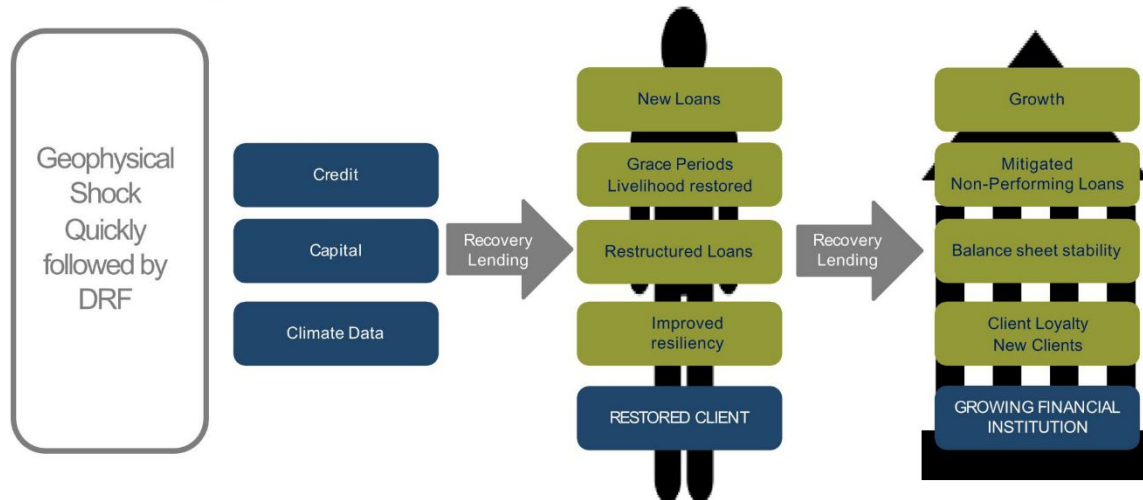 Geophysical
Shock
Quickly
followed by
DRF
Credit
Capital
Climate Data
Recovery
Lending
New Loans
Grace Periods
Livelihood restored
Restructured Loans
Improved
resiliency
RESTORED CLIENT
Recovery
Lending
Growth
Mitigated
Non-Performing Loans
Balance sheet stability
Client Loyalty
New Clients
GROWING FINANCIAL
INSTITUTION